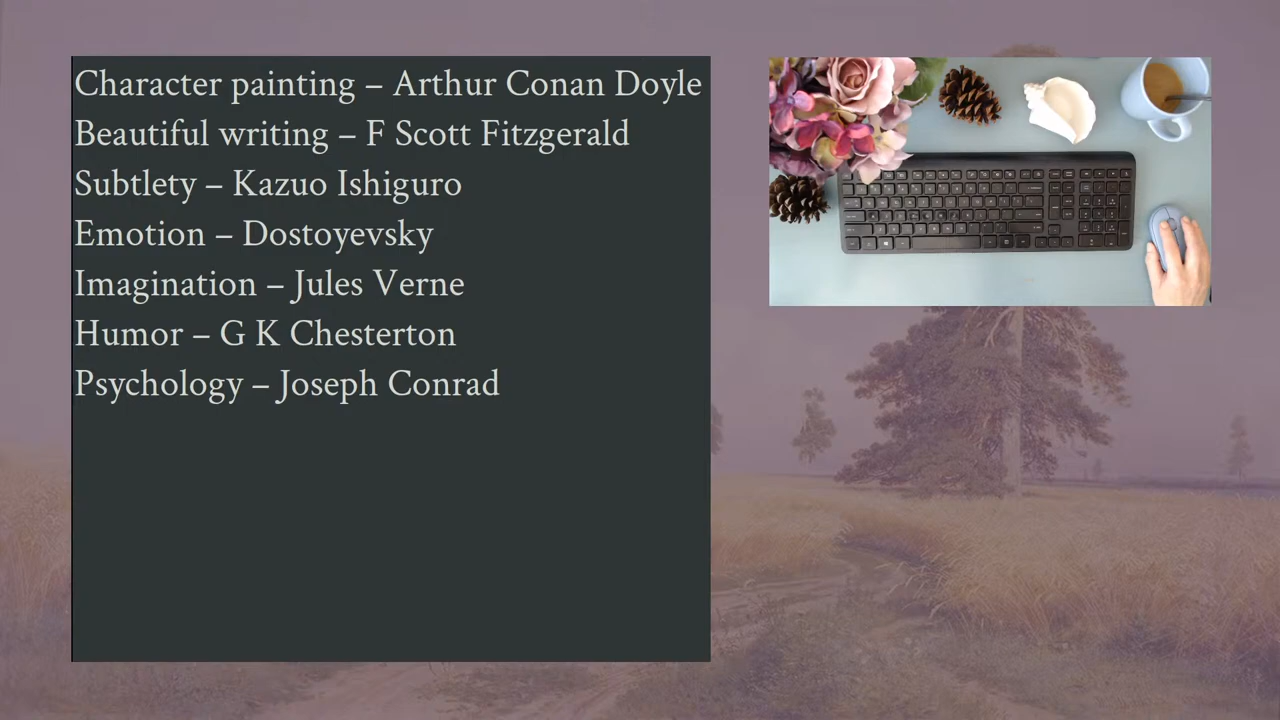 Character painting – Arthur Conan Doyle
Beautiful writing – F Scott Fitzgerald
Subtlety – Kazuo Ishiguro
Emotion – Dostoyevsky
Imagination – Jules Verne
Humor – G K Chesterton
Psychology – Joseph Conrad